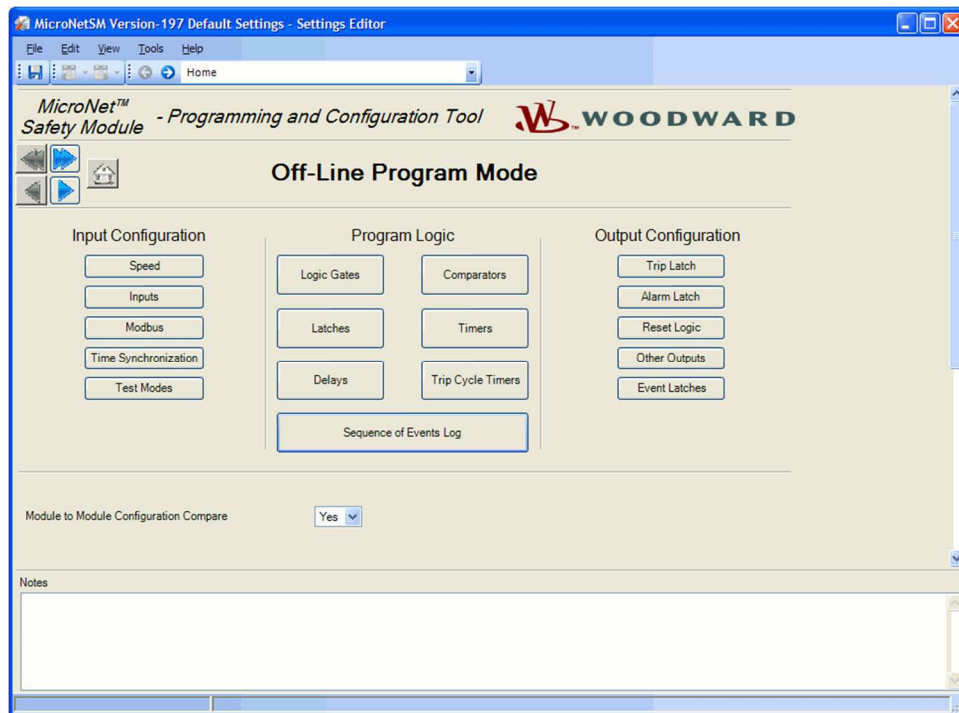 MicroNetSM Version-197 Default Settings - Settings Editor
File Edit View Tools Help
Home
MicroNet™
Safety Module - Programming and Configuration Tool
WOODWARD
Off-Line Program Mode
Input Configuration
Speed
Inputs
Modbus
Time Synchronization
Test Modes
Program Logic
Logic Gates
Comparators
Latches
Timers
Delays
Trip Cycle Timers
Sequence of Events Log
Output Configuration
Trip Latch
Alarm Latch
Reset Logic
Other Outputs
Event Latches
Module to Module Configuration Compare Yes
Notes